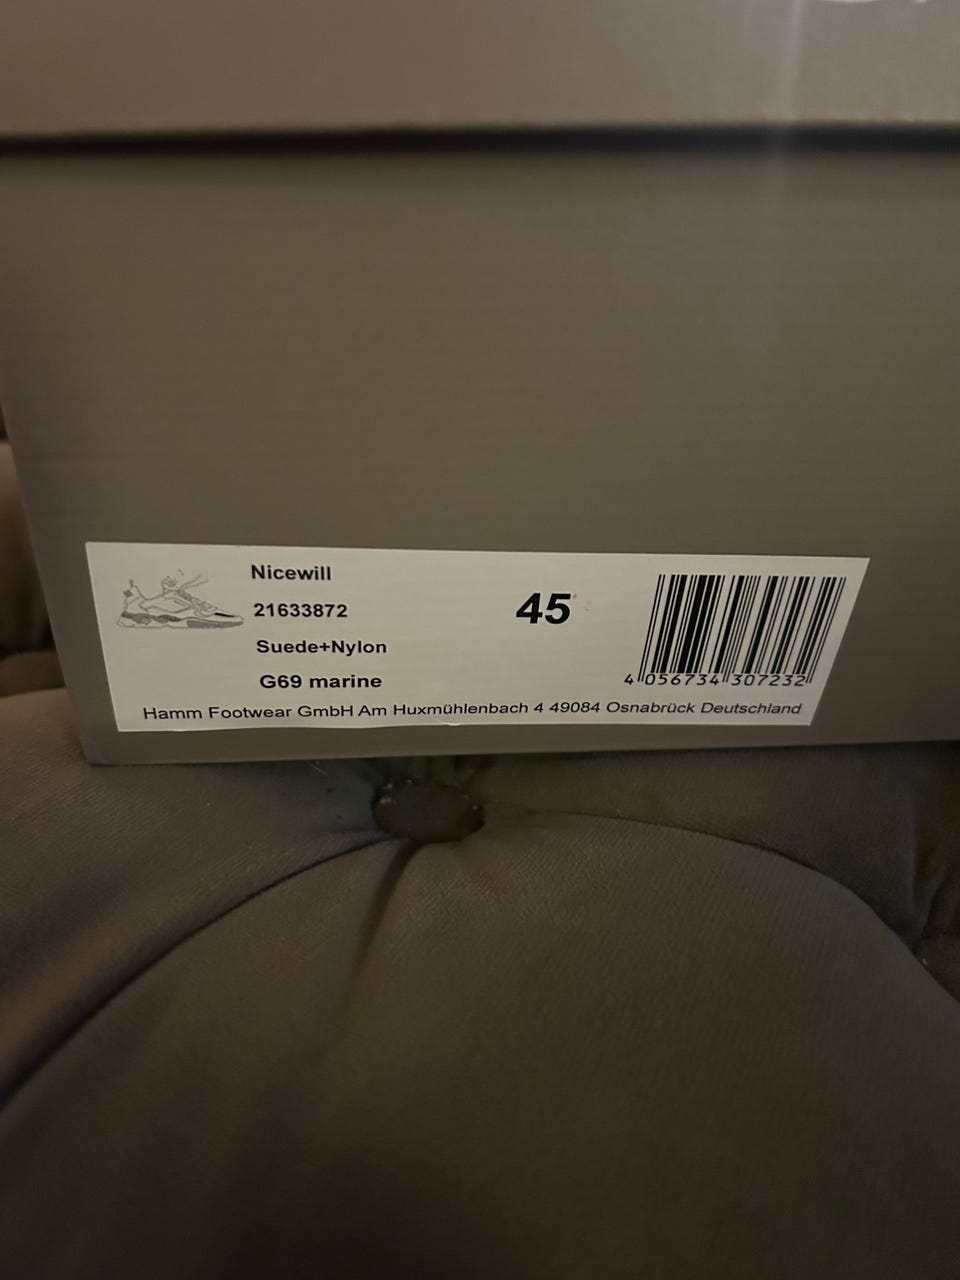 Nicewill
21633872
45
Suede+Nylon
G69 marine
4 056734 307232
Hamm Footwear GmbH Am Huxmühlenbach 4 49084 Osnabrück Deutschland